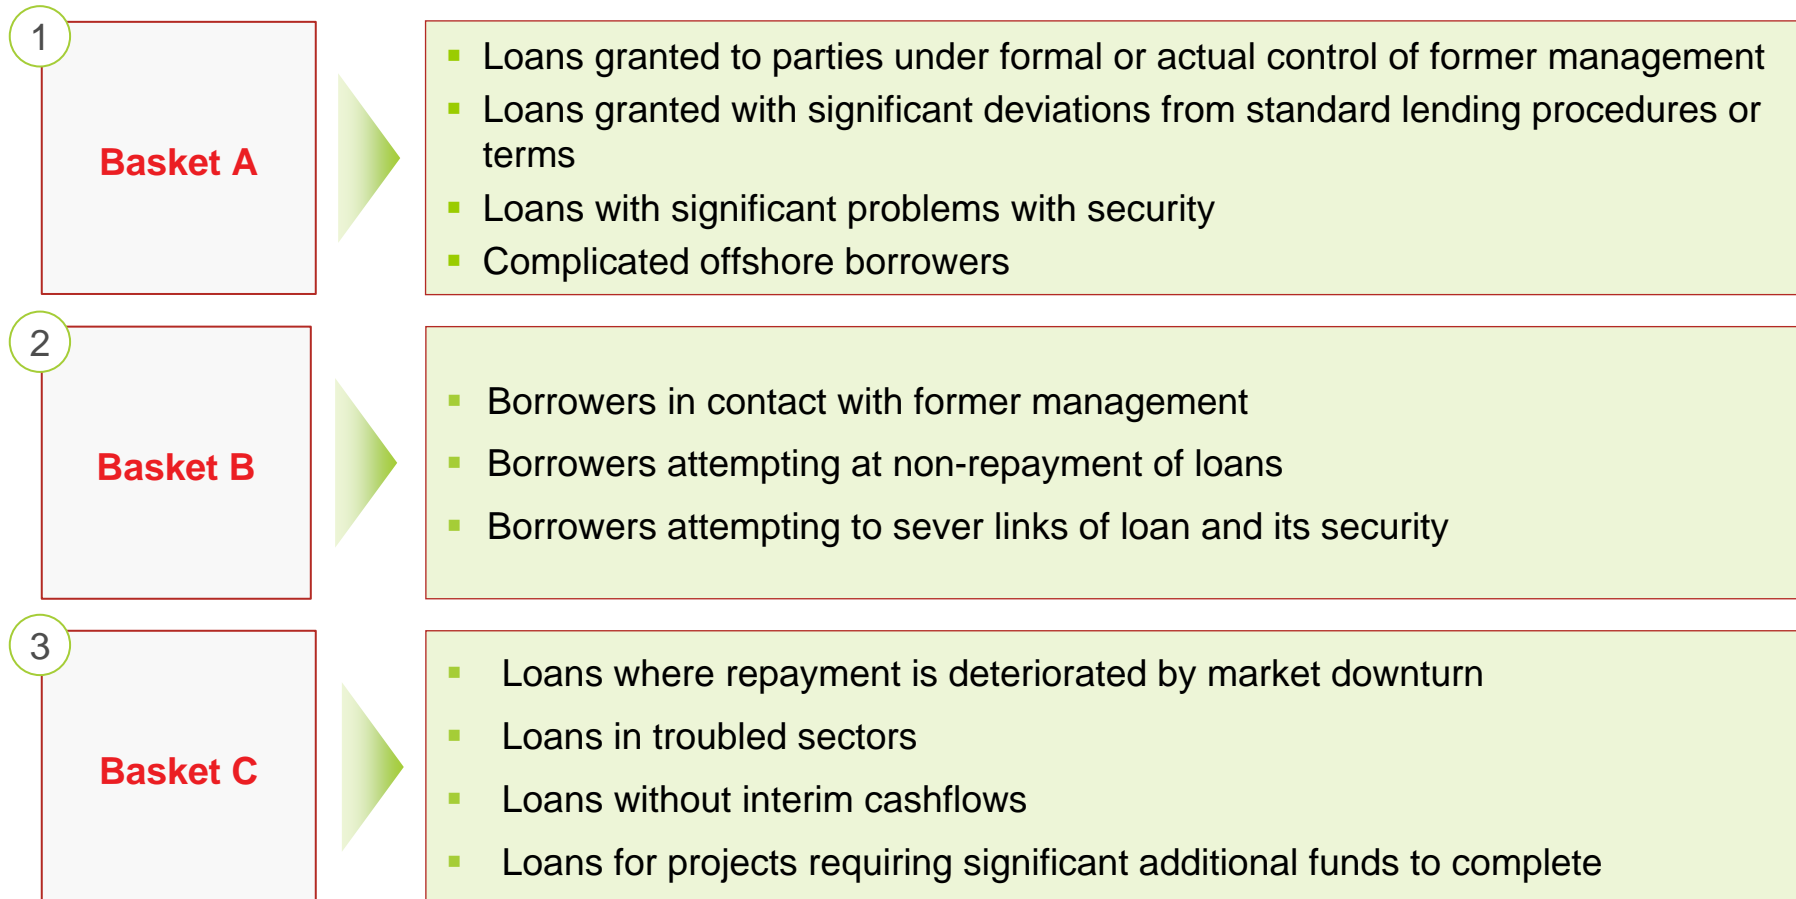 1
Basket A
Loans granted to parties under formal or actual control of former management
Loans granted with significant deviations from standard lending procedures or
terms
Loans with significant problems with security
Complicated offshore borrowers
2
Basket B
Borrowers in contact with former management
Borrowers attempting at non-repayment of loans
Borrowers attempting to sever links of loan and its security
3
Basket C
Loans where repayment is deteriorated by market downturn
Loans in troubled sectors
Loans without interim cashflows
Loans for projects requiring significant additional funds to complete